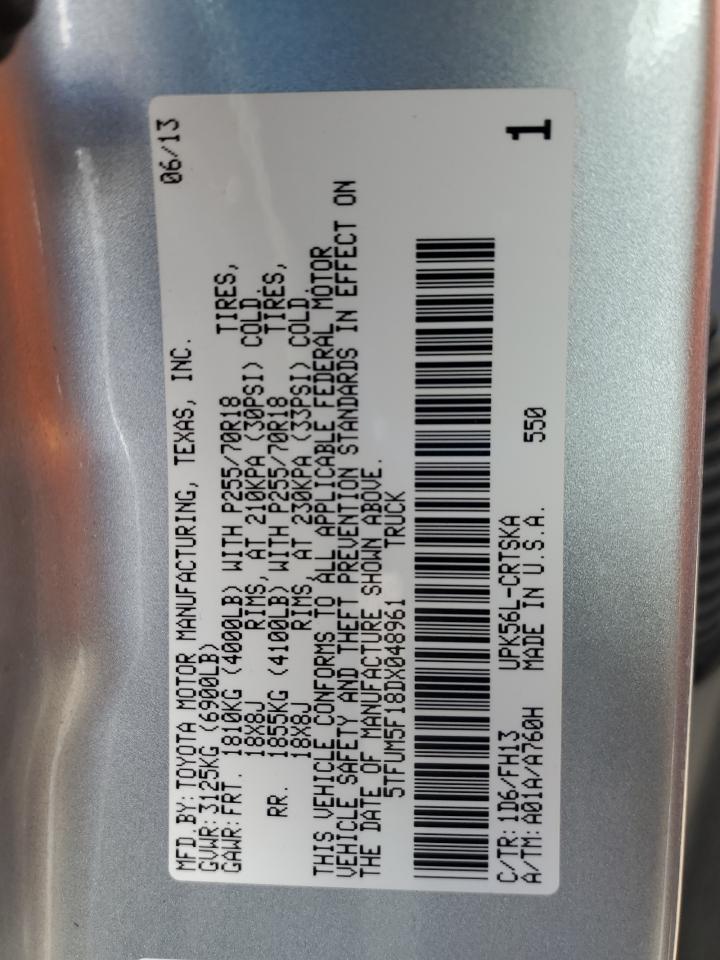 MFD.BY: TOYOTA MOTOR MANUFACTURING, TEXAS, INC. 06/13
GVWR: 3125KG (6900LB)
GAWR: FRT. 1810KG (4000LB) WITH P255/70R18 TIRES,
18X8J RIMS, AT 210KPA (30PSI) COLD.
RR. 1855KG (4100LB) WITH P255/70R18 TIRES,
18X8J RIMS, AT 230KPA (33PSI) COLD.
THIS VEHICLE CONFORMS TO ALL APPLICABLE FEDERAL MOTOR
VEHICLE SAFETY AND THEFT PREVENTION STANDARDS IN EFFECT ON
THE DATE OF MANUFACTURE SHOWN ABOVE.
5TFUM5F18DX048961 TRUCK
C/TR: 1D6/FH13 UPK56L-CRTSKA
A/TM: A01A/A760H MADE IN U.S.A. 550
1